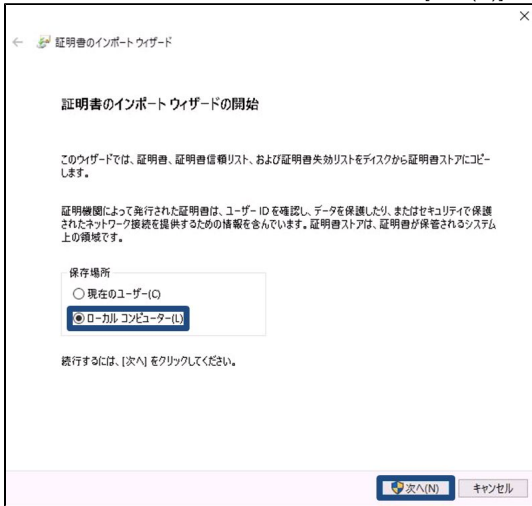 証明書のインポート ウィザード
証明書のインポート ウィザードの開始
このウィザードでは、証明書、証明書信頼リスト、および証明書失効リストをディスクから証明書ストアにコピー
します。
証明機関によって発行された証明書は、ユーザー ID を確認し、データを保護したり、またはセキュリティで保護
されたネットワーク接続を提供するための情報を含んでいます。証明書ストアは、証明書が保管されるシステム
上の領域です。
保存場所
現在のユーザー(C)
ローカル コンピューター(L)
続行するには、[次へ] をクリックしてください。
次へ(N)
キャンセル